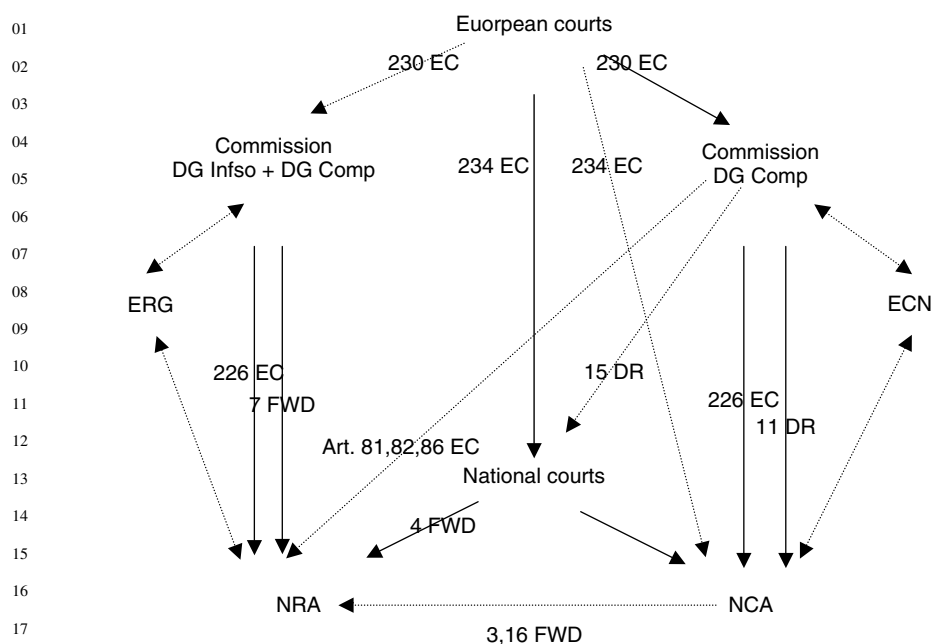 01
Euorpean courts
02
230 EC
230 EC
03
04
Commission
DG Infso + DG Comp
Commission
DG Comp
234 EC
234 EC
05
06
07
08
ERG
ECN
09
10
226 EC
15 DR
11
7 FWD
226 EC
11 DR
12
Art. 81,82,86 EC
13
National courts
14
4 FWD
15
16
NRA
NCA
17
3,16 FWD